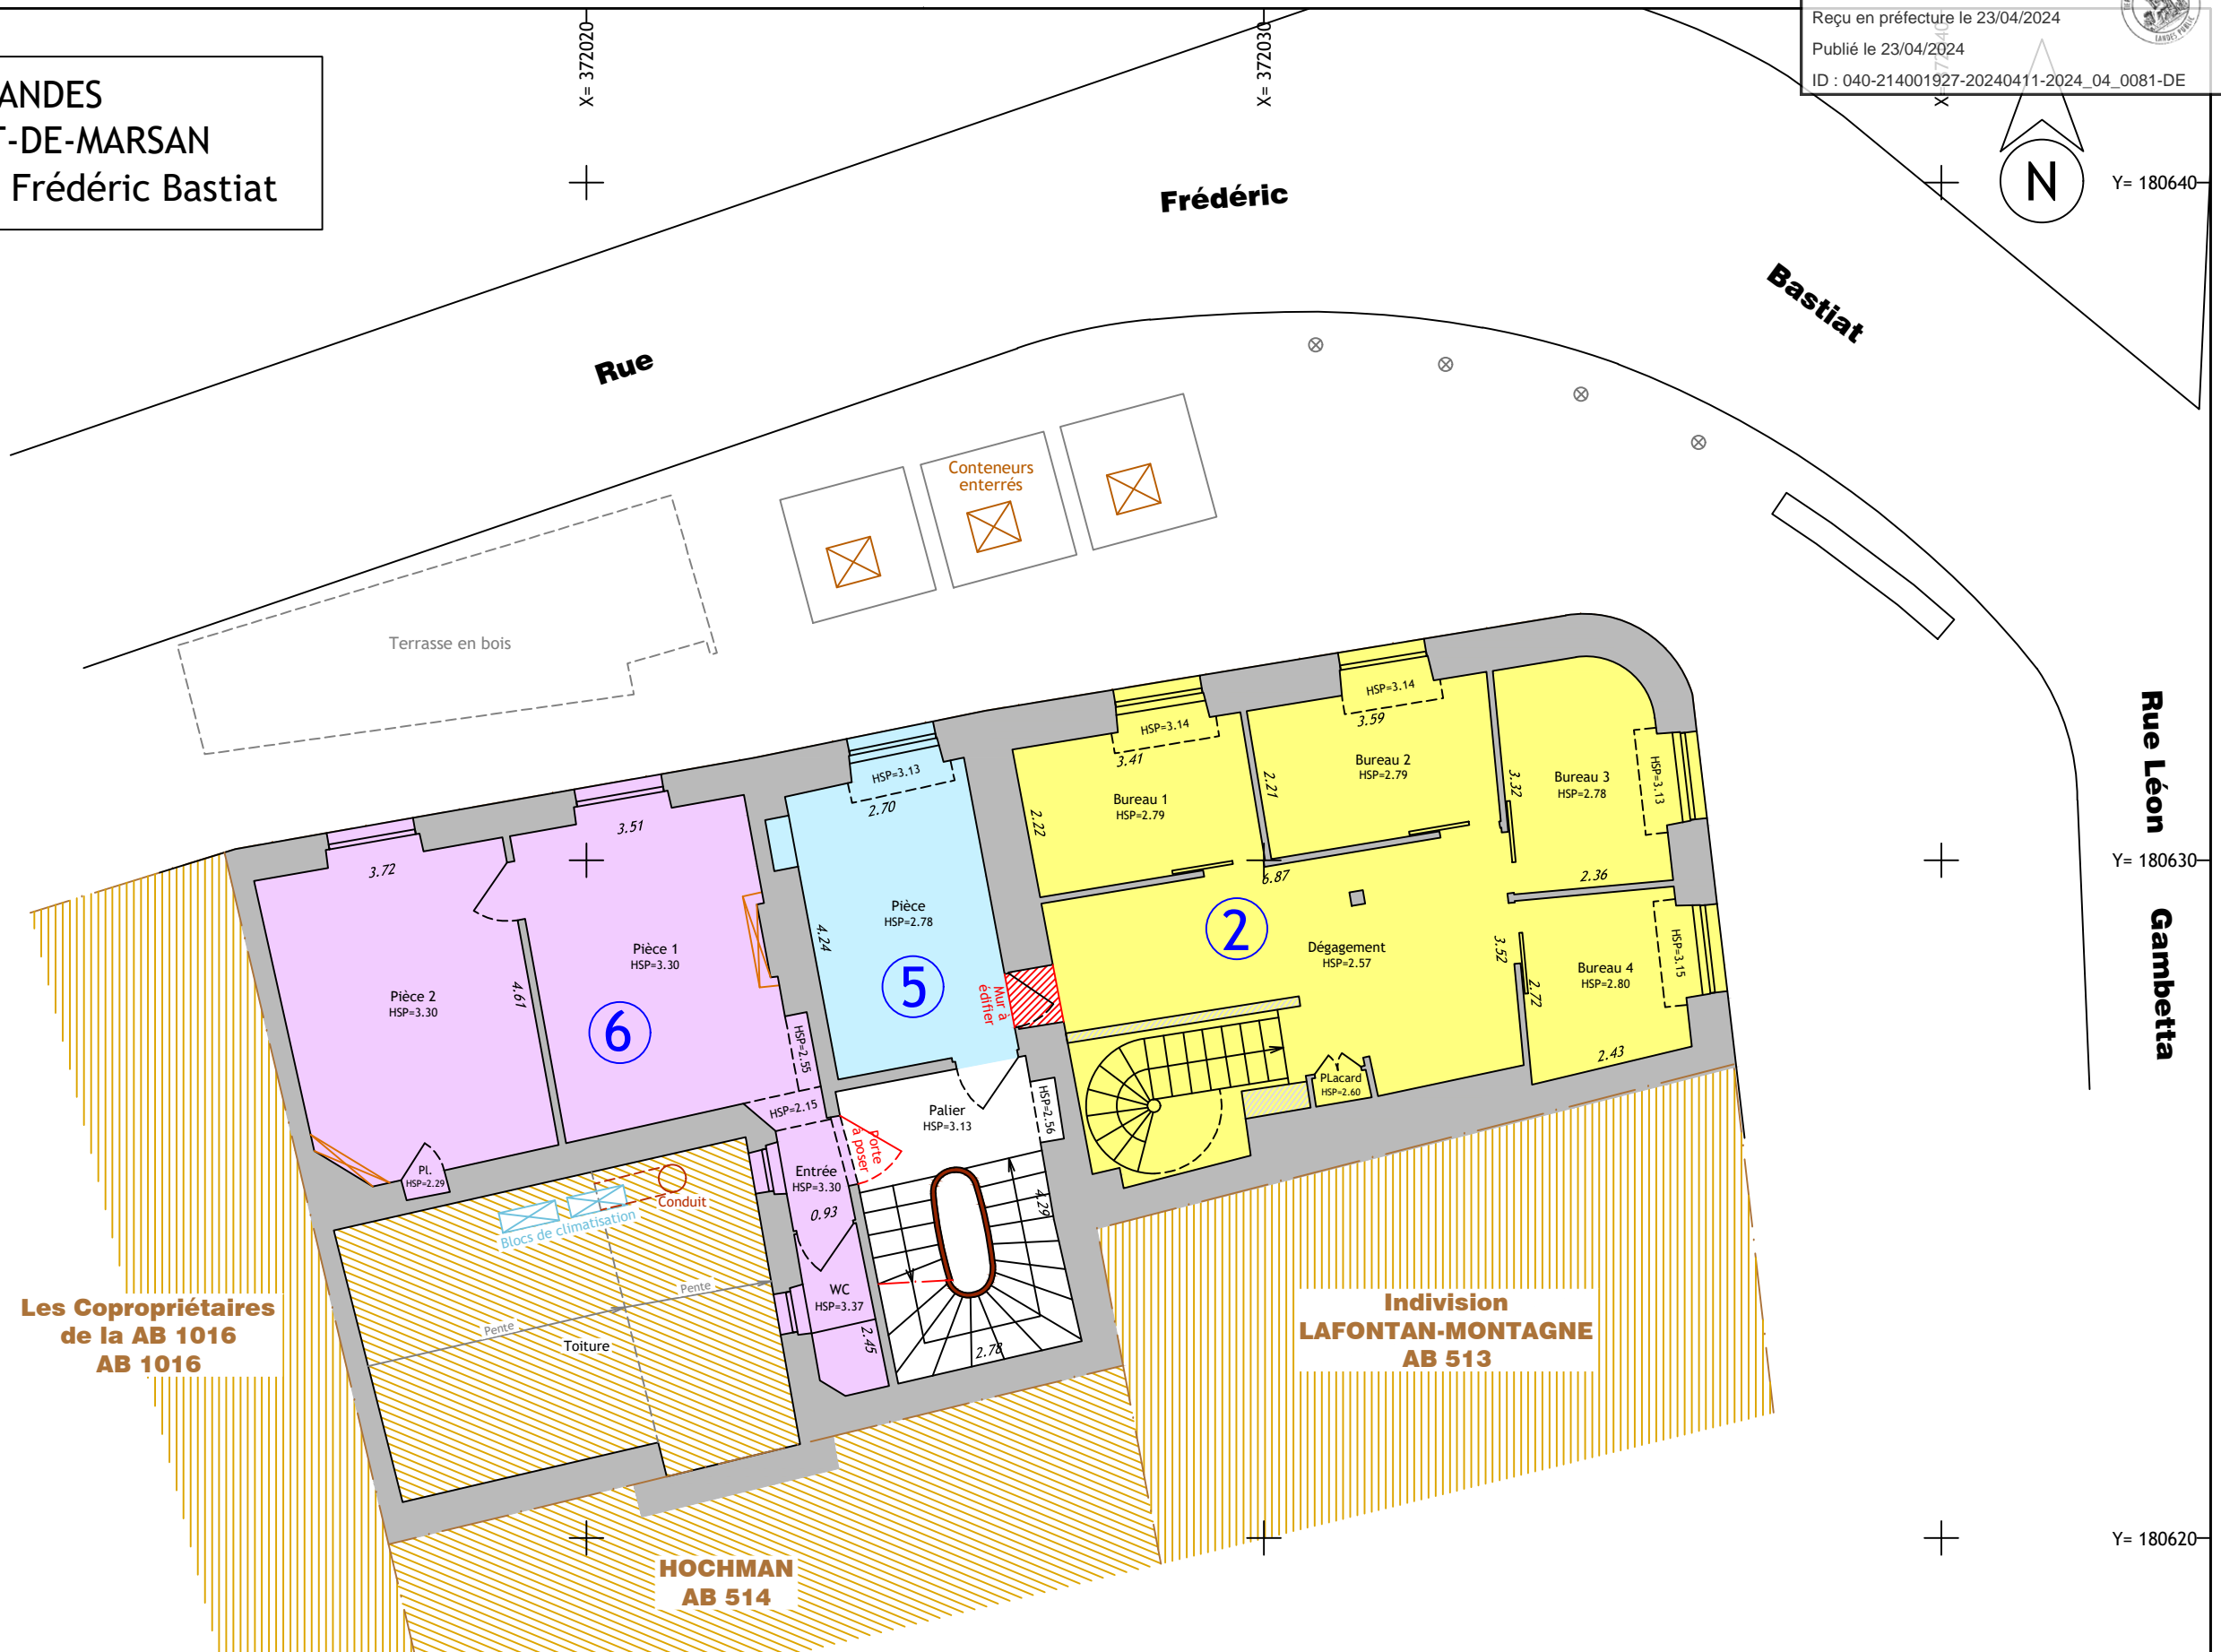 Reçu en préfecture le 23/04/2024
Publié le 23/04/2024
ID : 040-214001927-20240411-2024_04_0081-DE
LANDES PUBLIC
X= 372020
X= 372030
X= 372040
ANDES
T-DE-MARSAN
Frédéric Bastiat
N
Y= 180640
Rue
Frédéric
Bastiat
Rue Léon
Gambetta
Conteneurs
enterrés
Terrasse en bois
HSP=3.14
3.59
HSP=3.14
3.41
Bureau 2
HSP=2.79
2.21
3.32
Bureau 3
HSP=2.78
HSP=3.13
HSP=3.13
2.70
Bureau 1
HSP=2.79
2.22
3.51
3.72
6.87
2.36
Y= 180630
Pièce
HSP=2.78
4.24
5
2
Dégagement
HSP=2.57
3.52
Bureau 4
HSP=2.80
HSP=3.15
2.72
2.43
Pièce 1
HSP=3.30
Pièce 2
HSP=3.30
4.61
6
Mur à
édifier
HSP=2.55
HSP=2.15
PLacard
HSP=2.60
Palier
HSP=3.13
HSP=2.56
Porte
à poser
Entrée
HSP=3.30
0.93
Pl.
HSP=2.29
Conduit
Blocs de climatisation
4.29
WC
HSP=3.37
2.45
2.78
Pente
Pente
Toiture
Les Copropriétaires
de la AB 1016
AB 1016
Indivision
LAFONTAN-MONTAGNE
AB 513
HOCHMAN
AB 514
Y= 180620